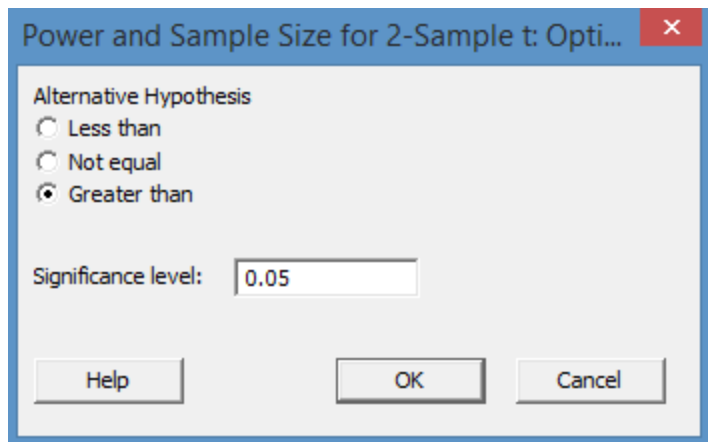 Power and Sample Size for 2-Sample t: Opti...
Alternative Hypothesis
Less than
Not equal
Greater than
Significance level: 0.05
Help OK Cancel